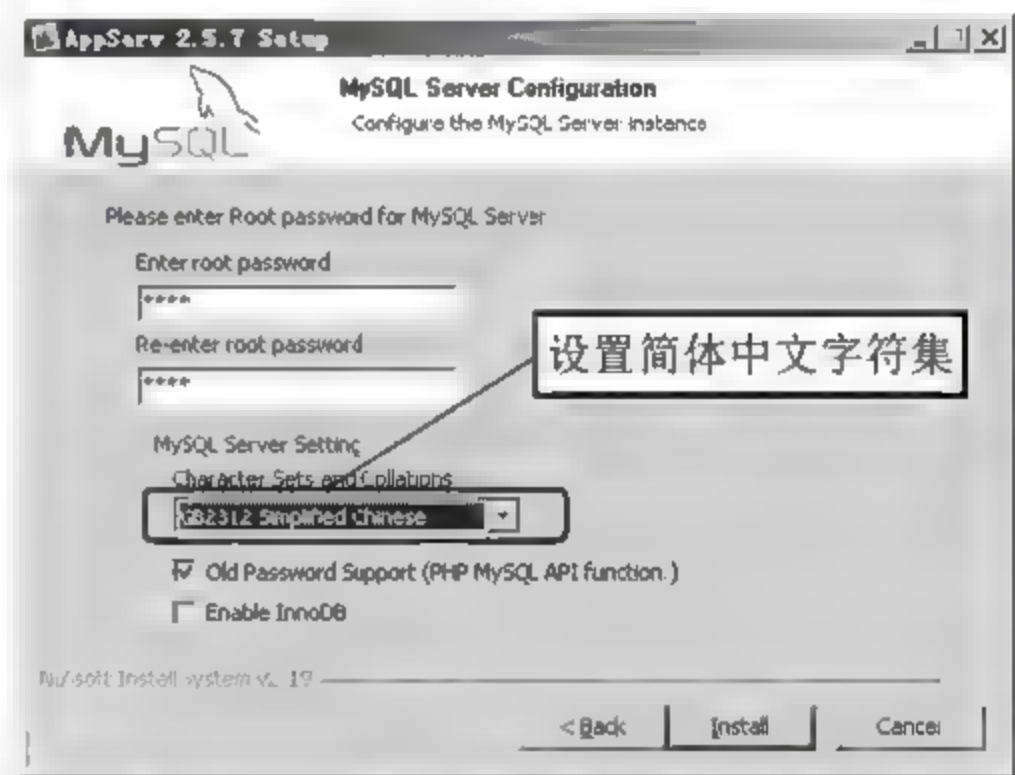 AppServ 2.5.7 Setup
MySQL Server Configuration
Configure the MySQL Server instance
MySQL
Please enter Root password for MySQL Server
Enter root password
****
Re-enter root password
****
设置简体中文字符集
MySQL Server Setting
Character Sets and Collations
GB2312 Simplified Chinese
Old Password Support (PHP MySQL API function.)
Enable InnoDB
Install System
< Back
Install
Cancel